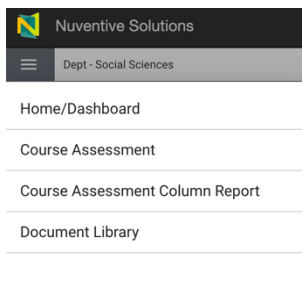 Nuventive Solutions
Dept - Social Sciences
Home/Dashboard
Course Assessment
Course Assessment Column Report
Document Library